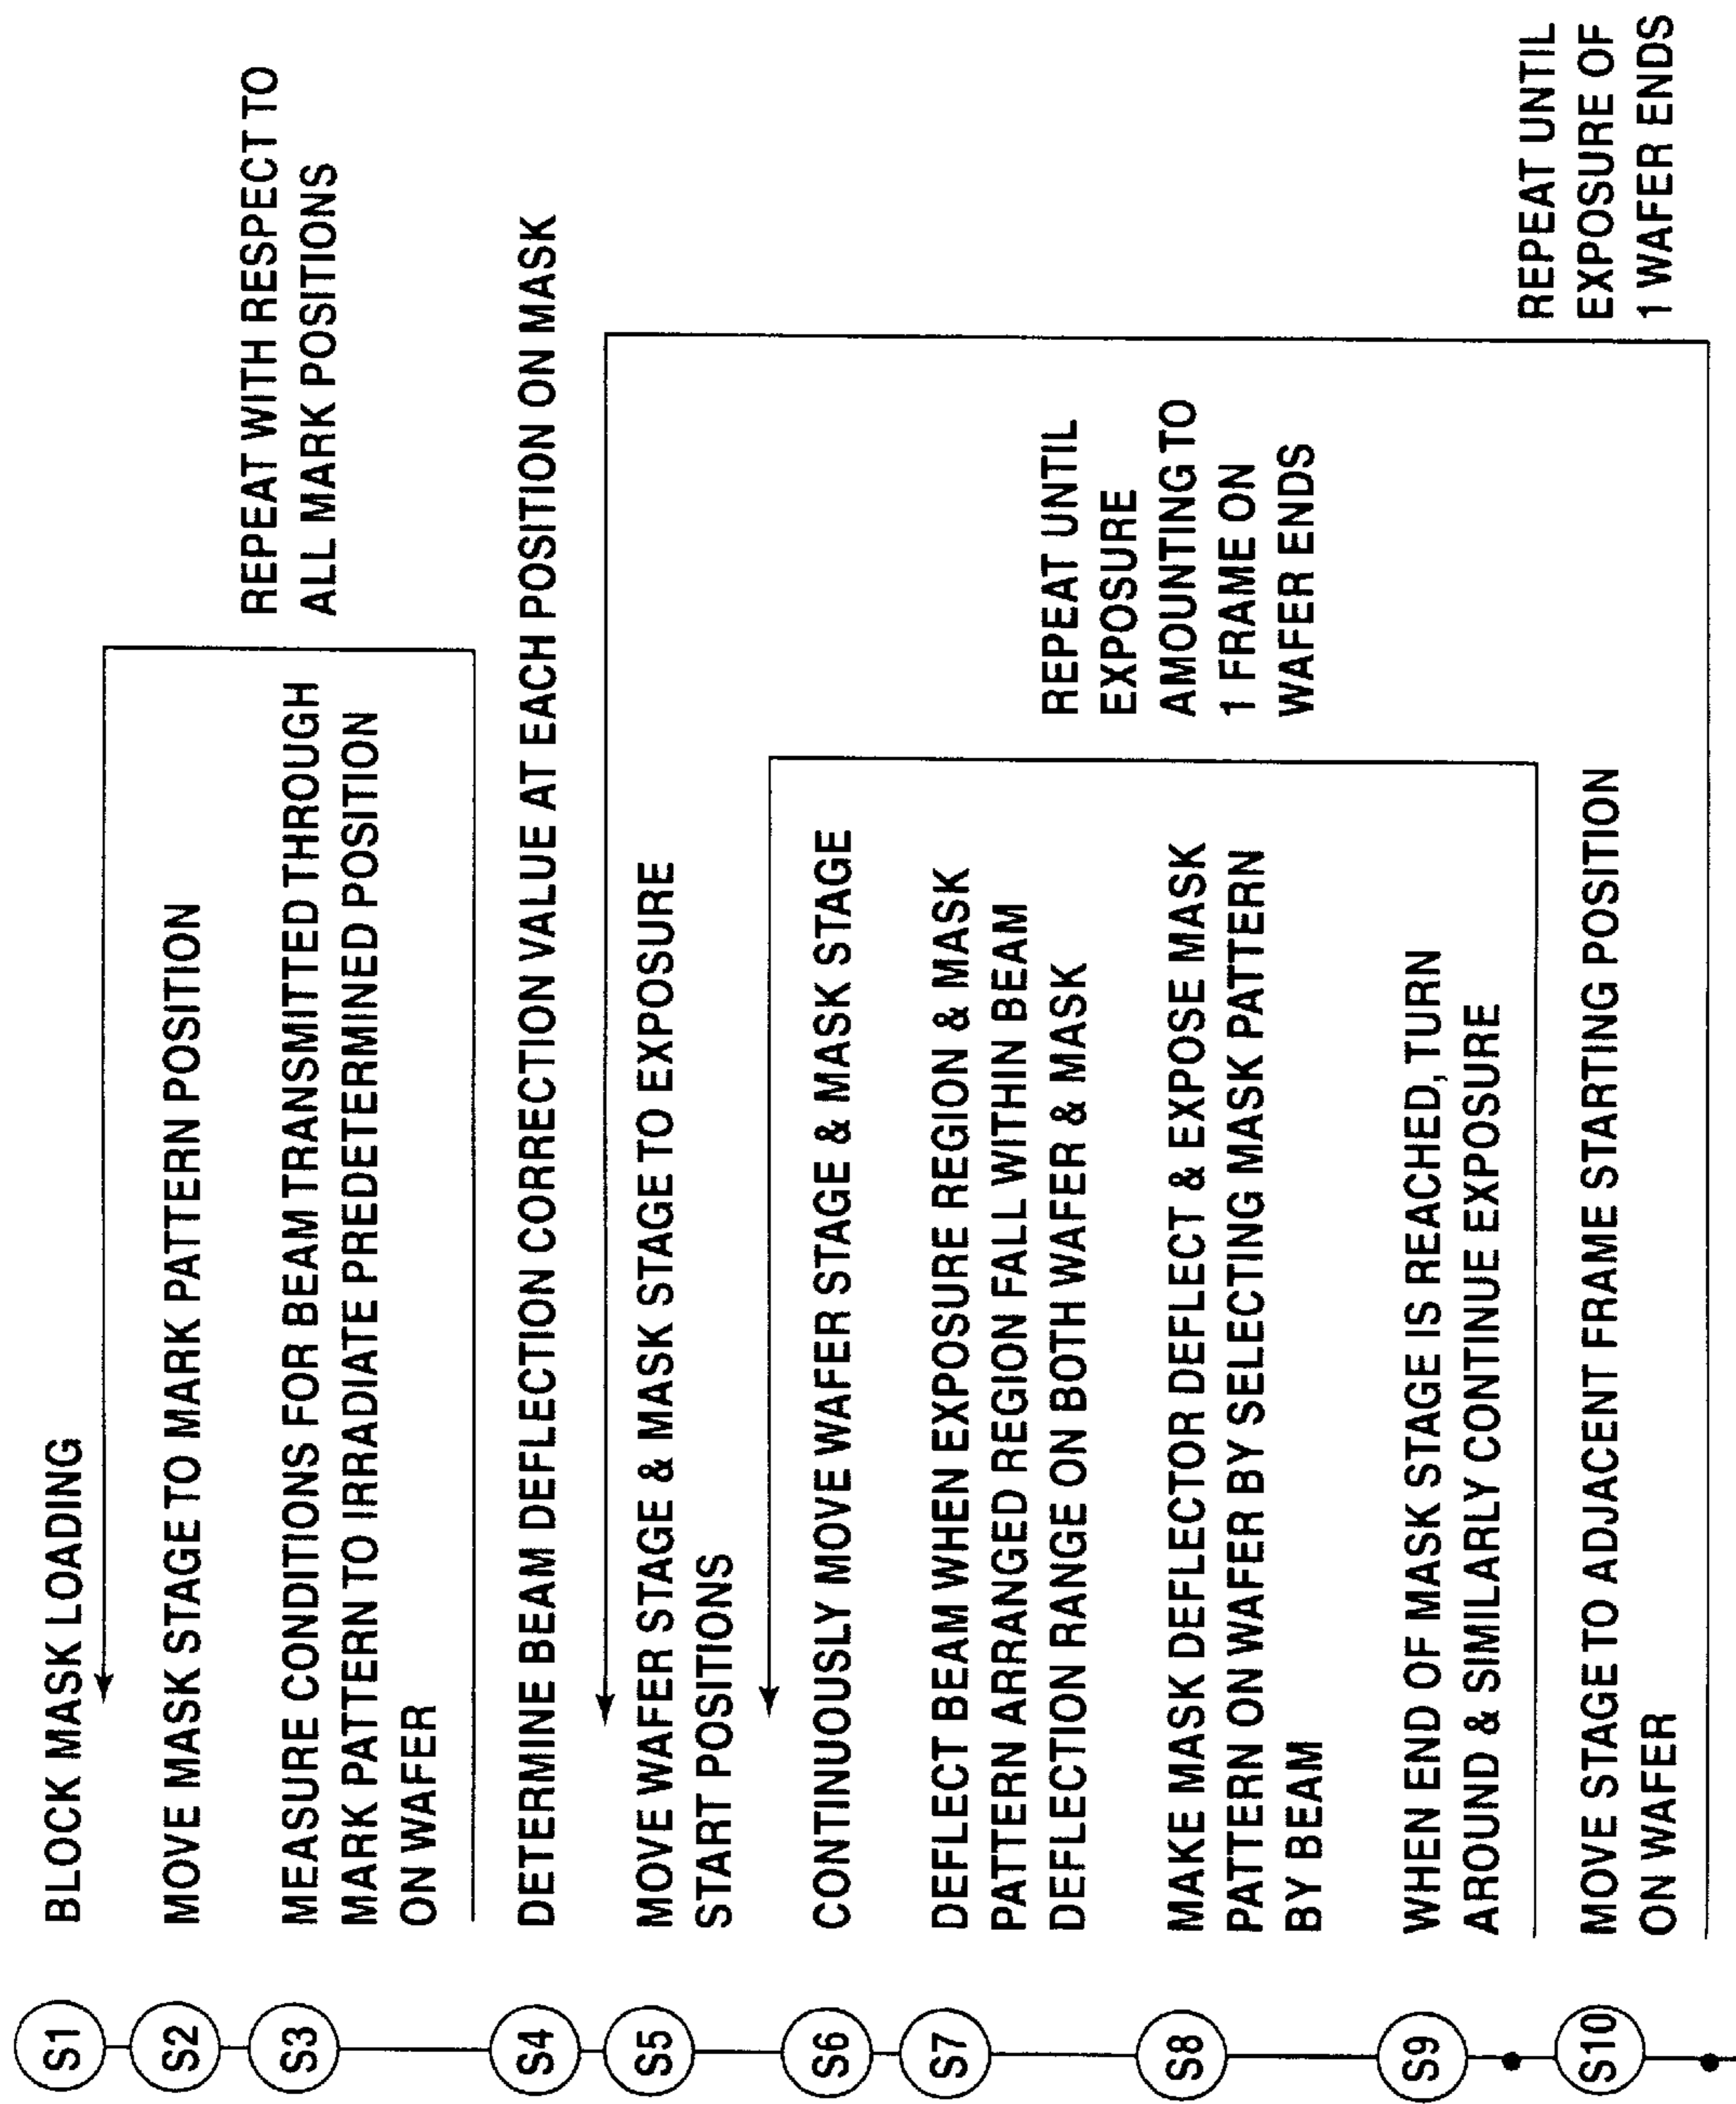 S1
BLOCK MASK LOADING
S2
MOVE MASK STAGE TO MARK PATTERN POSITION
S3
MEASURE CONDITIONS FOR BEAM TRANSMITTED THROUGH
MARK PATTERN TO IRRADIATE PREDETERMINED POSITION
ON WAFER
REPEAT WITH RESPECT TO
ALL MARK POSITIONS
S4
DETERMINE BEAM DEFLECTION CORRECTION VALUE AT EACH POSITION ON MASK
S5
MOVE WAFER STAGE & MASK STAGE TO EXPOSURE
START POSITIONS
S6
CONTINUOUSLY MOVE WAFER STAGE & MASK STAGE
S7
DEFLECT BEAM WHEN EXPOSURE REGION & MASK
PATTERN ARRANGED REGION FALL WITHIN BEAM
DEFLECTION RANGE ON BOTH WAFER & MASK
S8
MAKE MASK DEFLECTOR DEFLECT & EXPOSE MASK
PATTERN ON WAFER BY SELECTING MASK PATTERN
BY BEAM
REPEAT UNTIL
EXPOSURE
AMOUNTING TO
1 FRAME ON
WAFER ENDS
S9
WHEN END OF MASK STAGE IS REACHED, TURN
AROUND & SIMILARLY CONTINUE EXPOSURE
S10
MOVE STAGE TO ADJACENT FRAME STARTING POSITION
ON WAFER
REPEAT UNTIL
EXPOSURE OF
1 WAFER ENDS